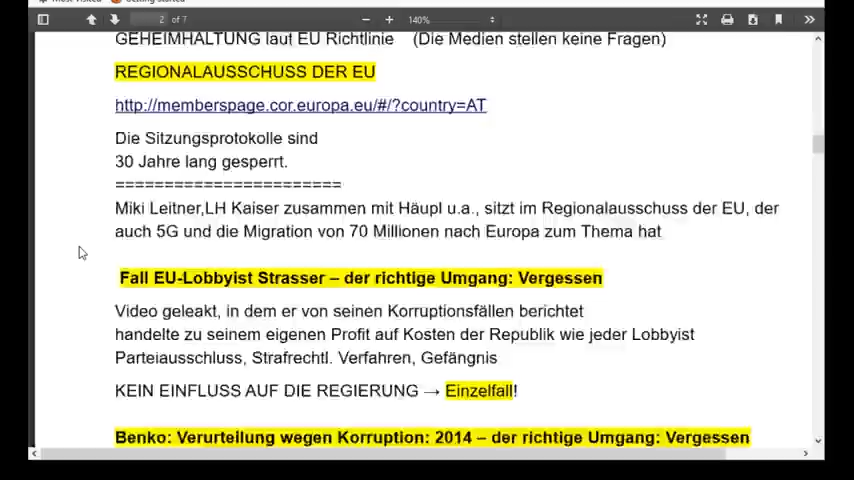 2 of 7
140%
GEHEIMHALTUNG laut EU Richtlinie (Die Medien stellen keine Fragen)
REGIONALAUSSCHUSS DER EU
http://memberspage.cor.europa.eu/#/?country=AT
Die Sitzungsprotokolle sind
30 Jahre lang gesperrt.
=======================
Miki Leitner,LH Kaiser zusammen mit Häupl u.a., sitzt im Regionalausschuss der EU, der
auch 5G und die Migration von 70 Millionen nach Europa zum Thema hat
Fall EU-Lobbyist Strasser – der richtige Umgang: Vergessen
Video geleakt, in dem er von seinen Korruptionsfällen berichtet
handelte zu seinem eigenen Profit auf Kosten der Republik wie jeder Lobbyist
Parteiausschluss, Strafrechtl. Verfahren, Gefängnis
KEIN EINFLUSS AUF DIE REGIERUNG → Einzelfall!
Benko: Verurteilung wegen Korruption: 2014 – der richtige Umgang: Vergessen